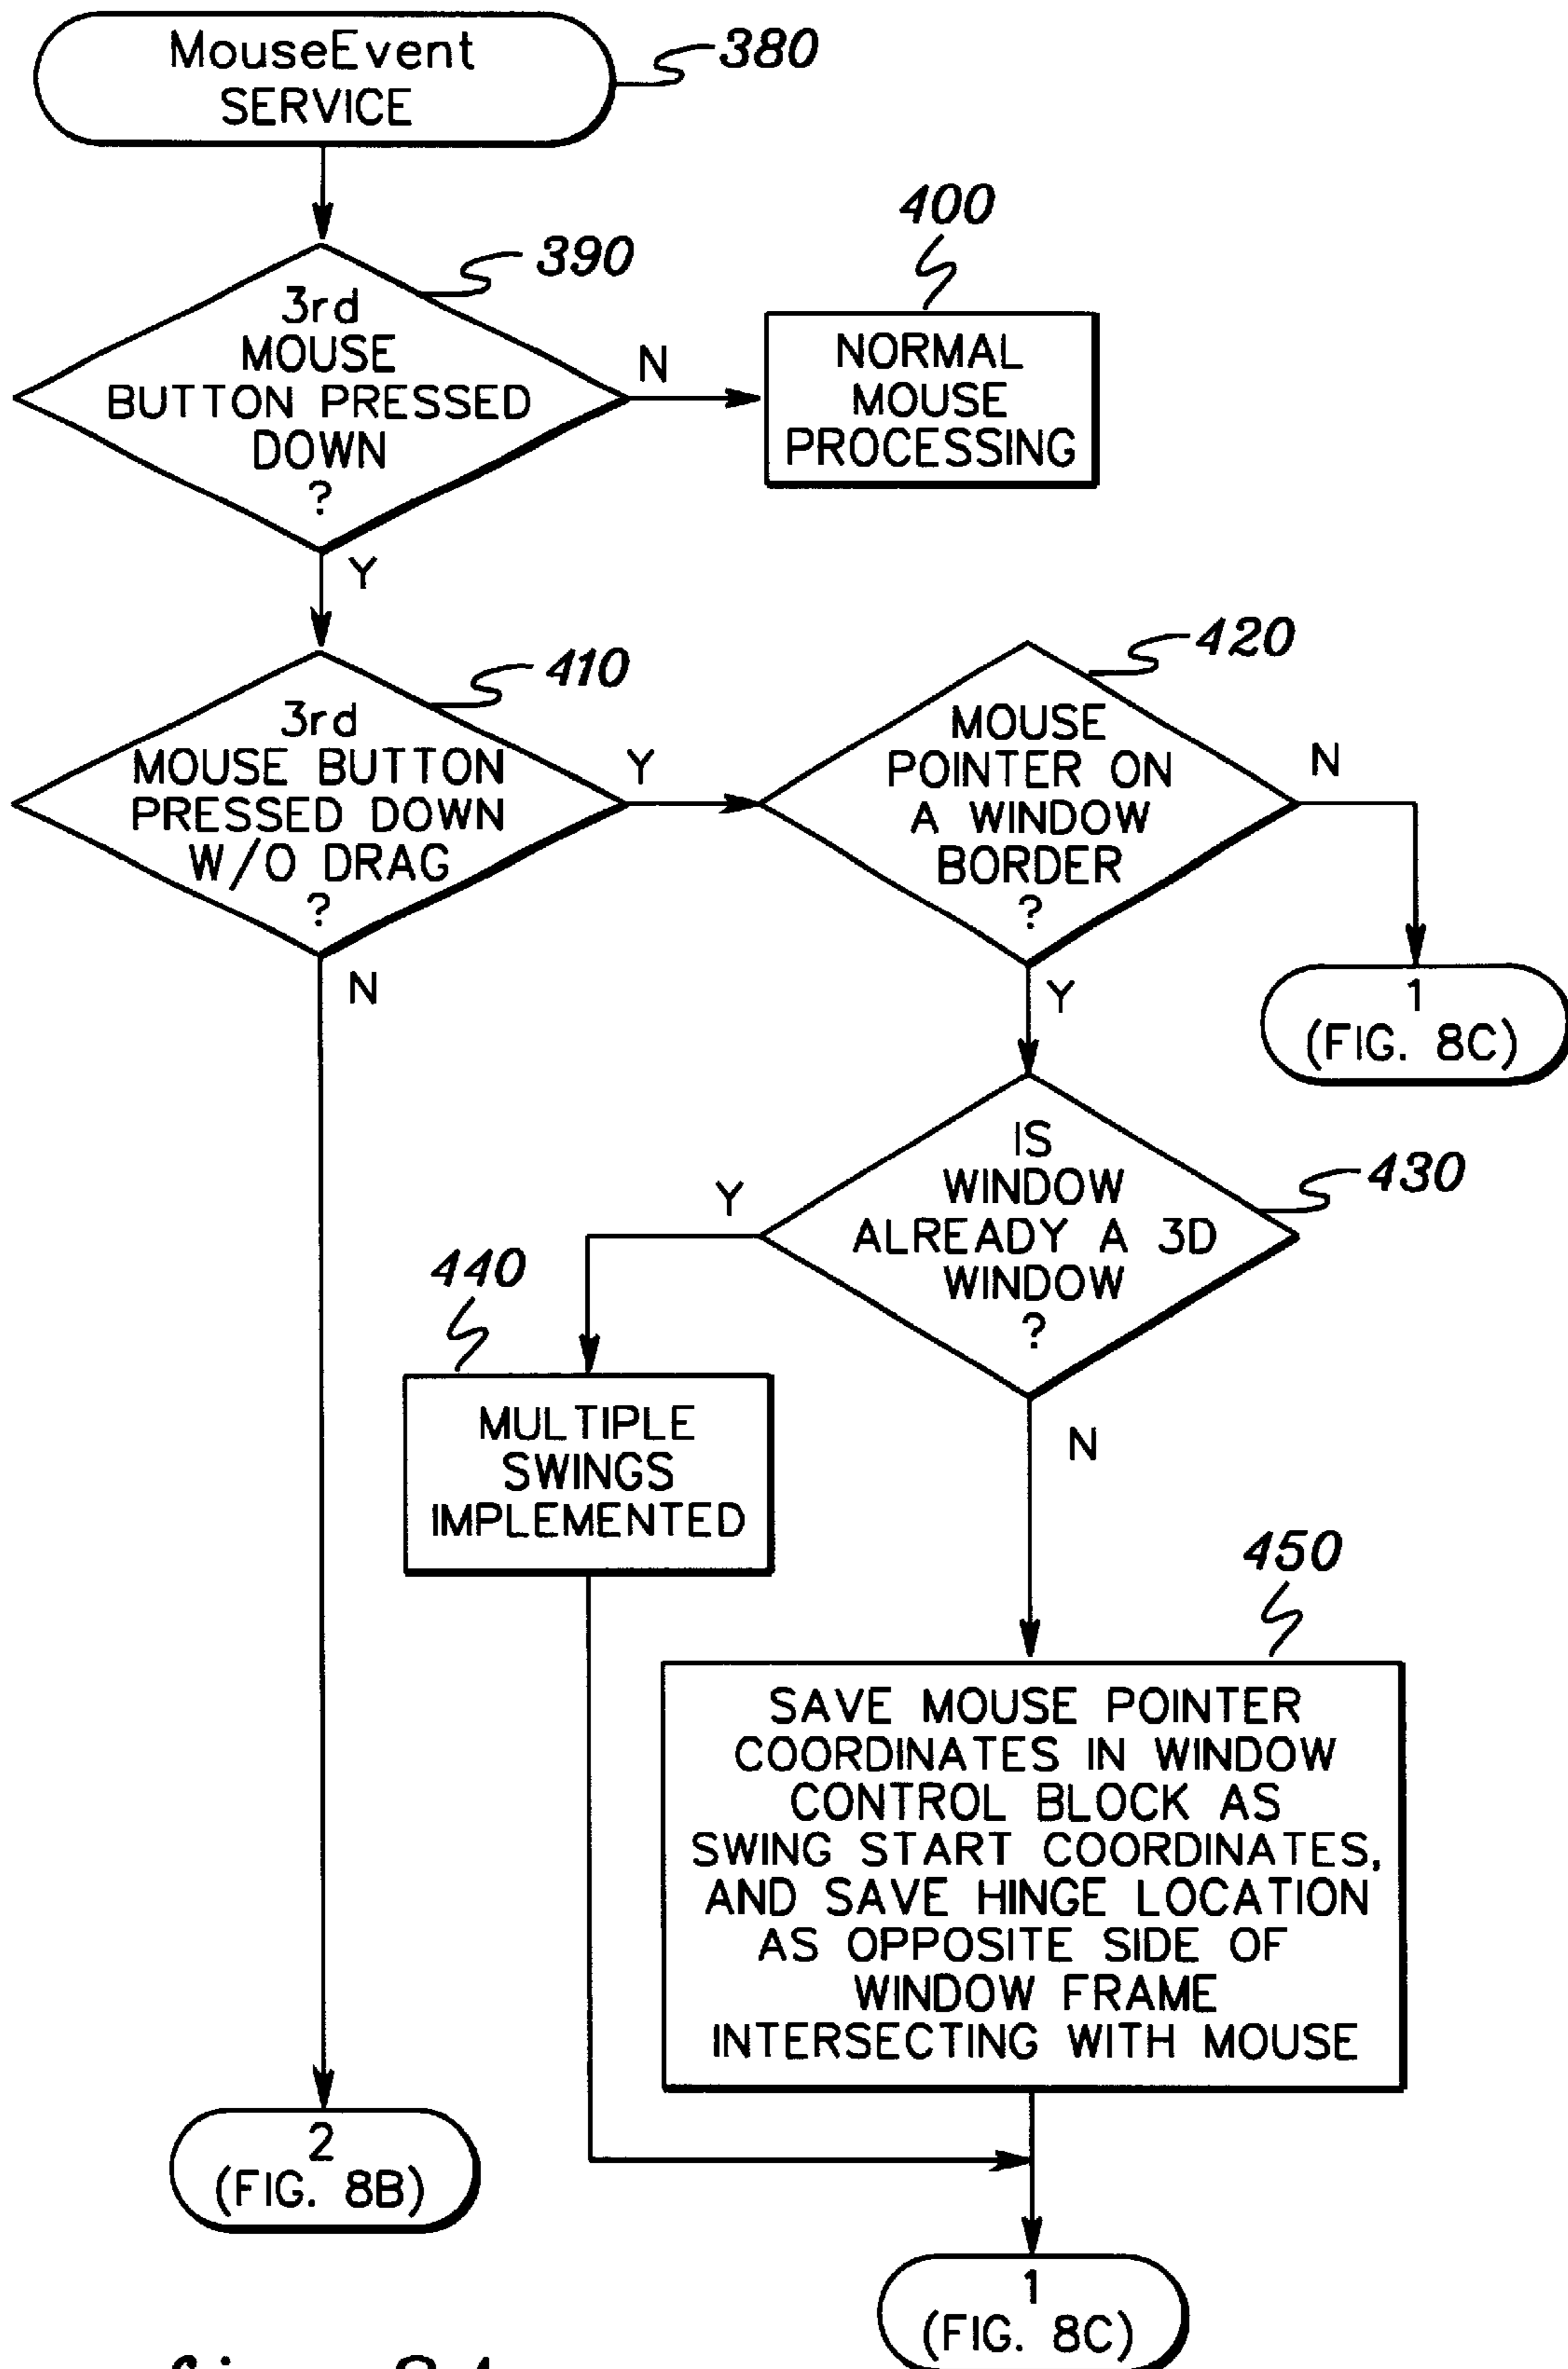 MouseEvent
SERVICE
380
390
3rd
MOUSE
BUTTON PRESSED
DOWN
?
N
400
NORMAL
MOUSE
PROCESSING
Y
410
3rd
MOUSE BUTTON
PRESSED DOWN
W/O DRAG
?
Y
N
420
MOUSE
POINTER ON
A WINDOW
BORDER
?
N
1
(FIG. 8C)
Y
430
IS
WINDOW
ALREADY A 3D
WINDOW
?
Y
440
MULTIPLE
SWINGS
IMPLEMENTED
N
450
SAVE MOUSE POINTER
COORDINATES IN WINDOW
CONTROL BLOCK AS
SWING START COORDINATES,
AND SAVE HINGE LOCATION
AS OPPOSITE SIDE OF
WINDOW FRAME
INTERSECTING WITH MOUSE
2
(FIG. 8B)
1
(FIG. 8C)